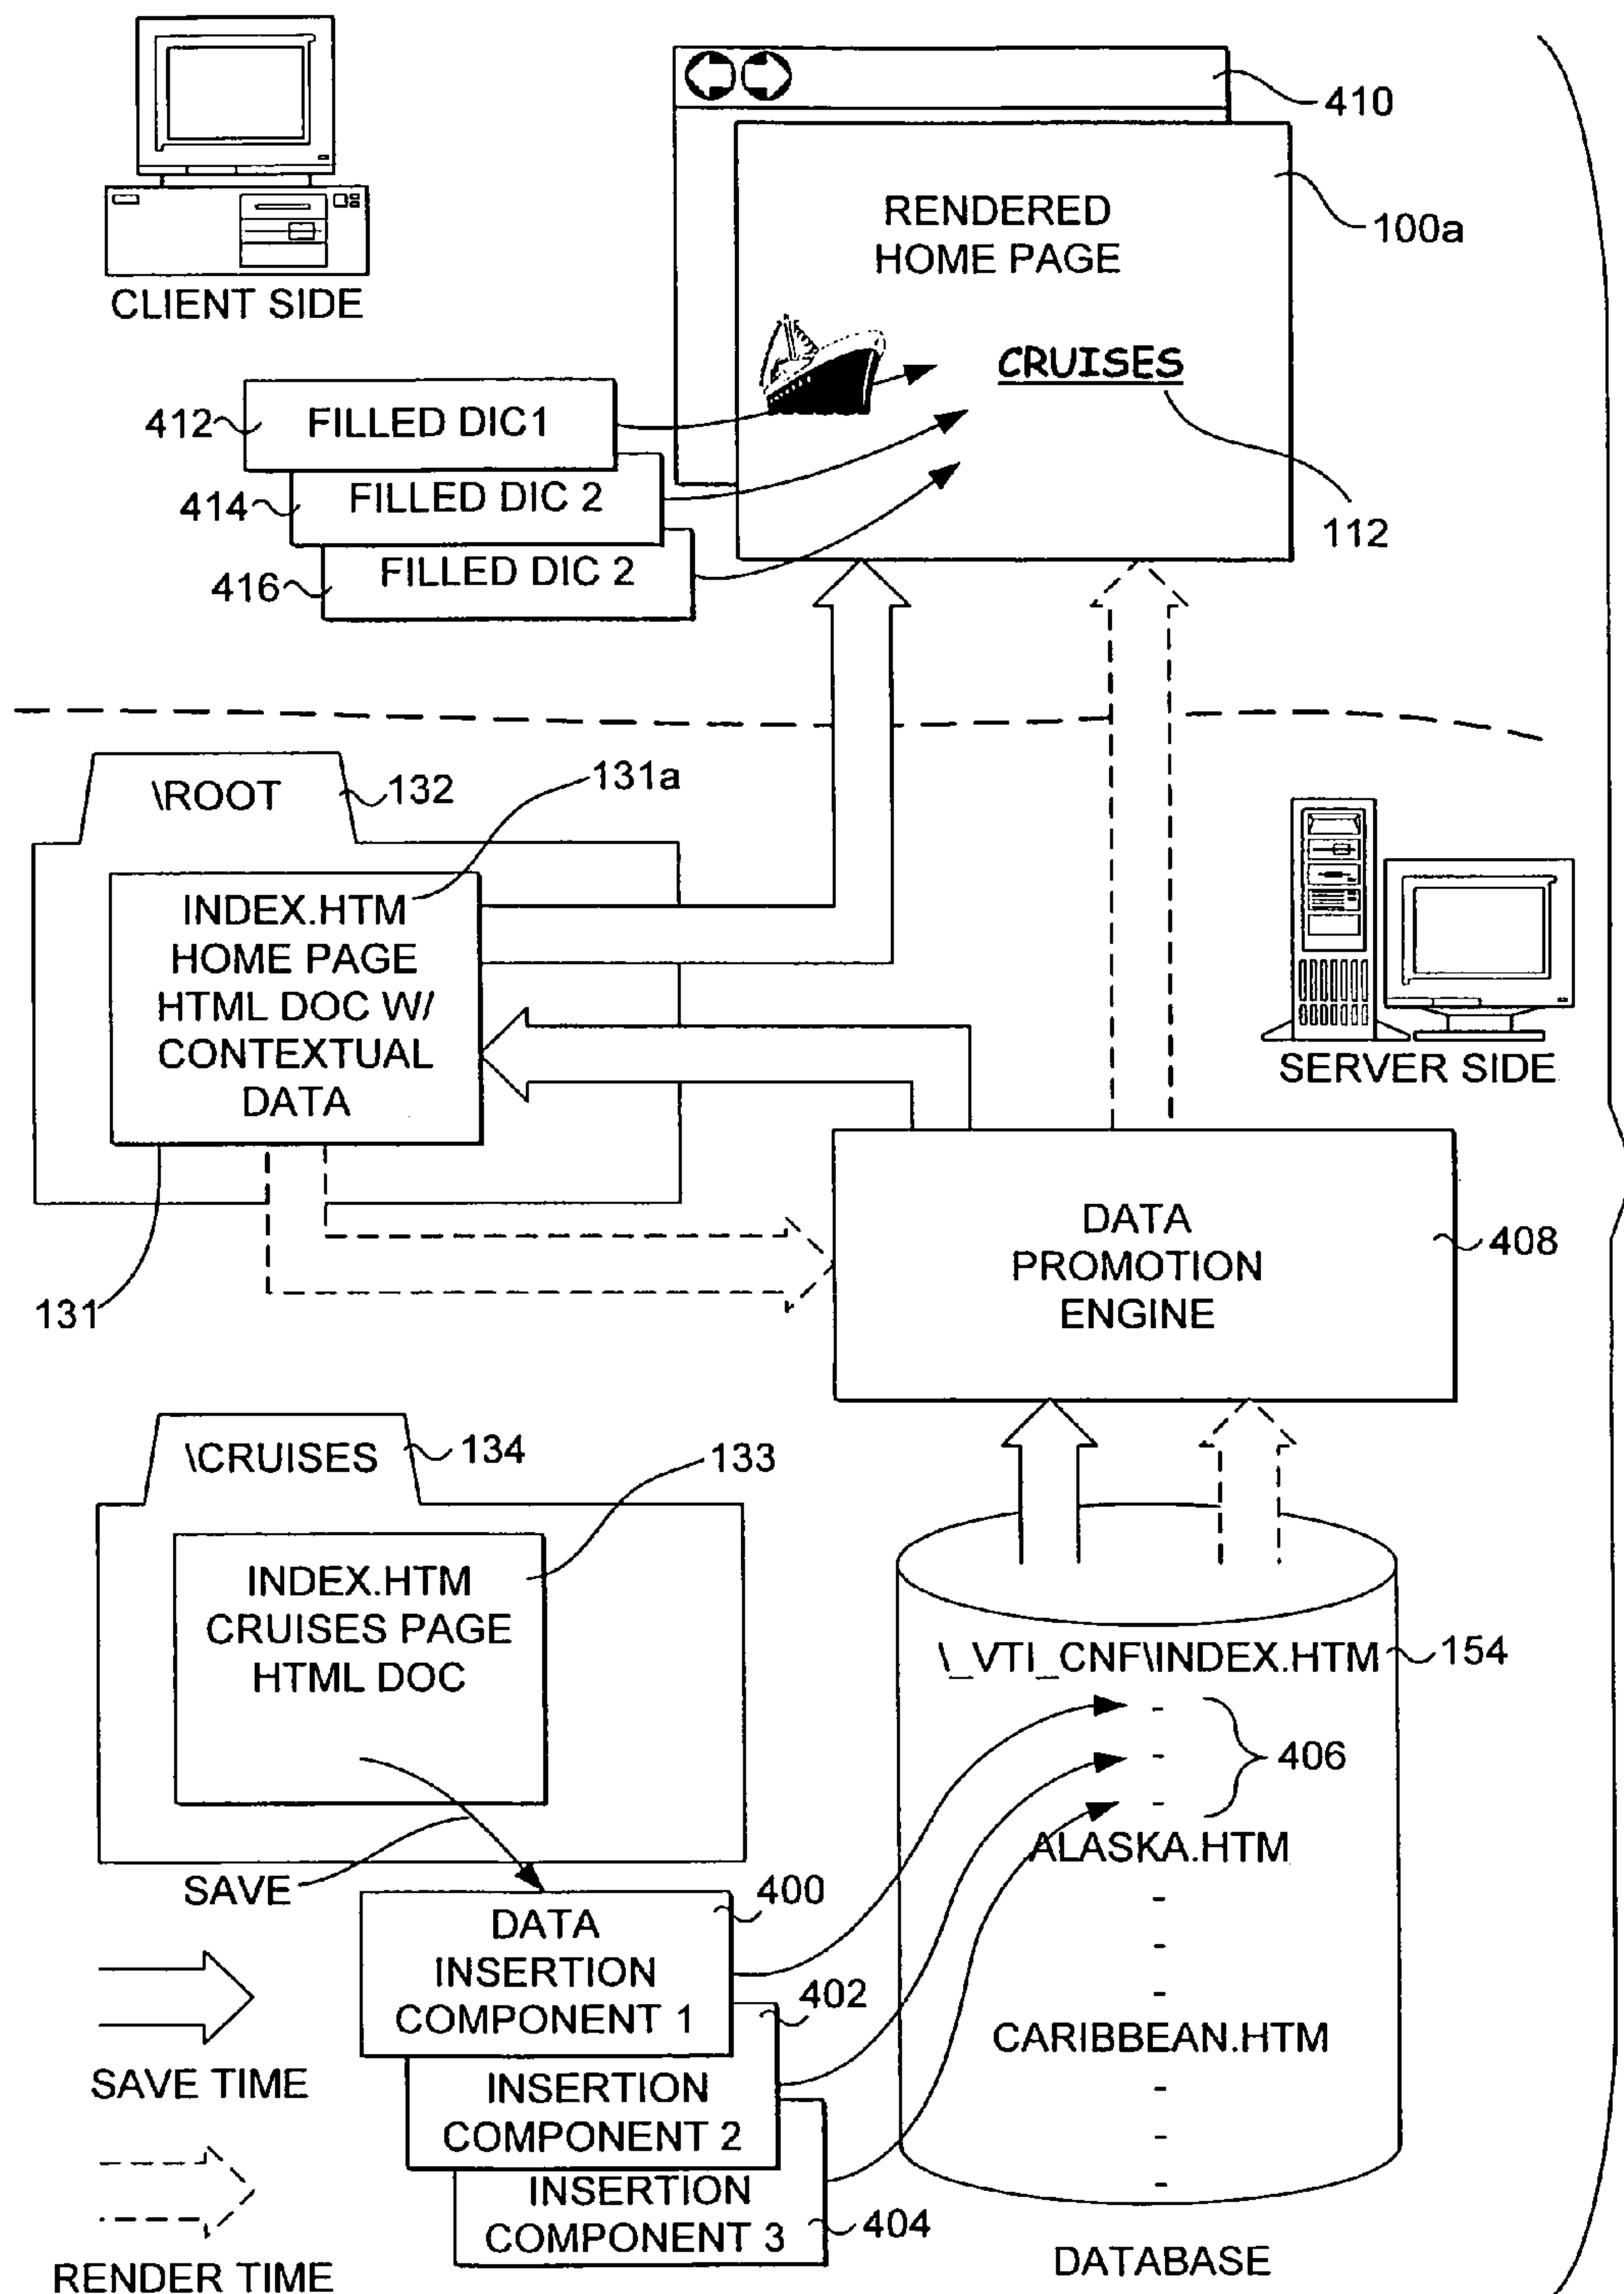 410
RENDERED
HOME PAGE
100a
CLIENT SIDE
CRUISES
412
FILLED DIC1
414
FILLED DIC 2
112
416
FILLED DIC 2
\ROOT
132
131a
INDEX.HTM
HOME PAGE
HTML DOC W/
CONTEXTUAL
DATA
SERVER SIDE
131
DATA
PROMOTION
ENGINE
408
\CRUISES
134
133
INDEX.HTM
CRUISES PAGE
HTML DOC
\_VTI_CNF\INDEX.HTM
154
-
-
406
-
ALASKA.HTM
SAVE
-
-
-
400
DATA
INSERTION
COMPONENT 1
402
CARIBBEAN.HTM
-
-
-
SAVE TIME
INSERTION
COMPONENT 2
INSERTION
COMPONENT 3
404
DATABASE
RENDER TIME